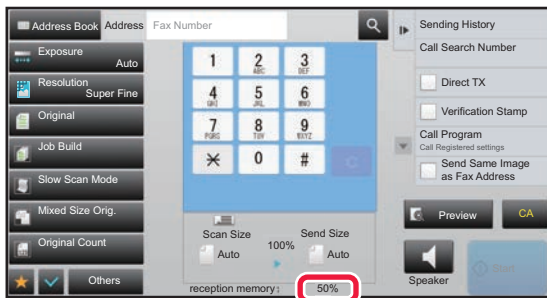 Address Book
Address
Fax Number
Sending History
Call Search Number
Direct TX
Verification Stamp
Call Program
Call Registered settings
Send Same Image
as Fax Address
Exposure
Auto
Resolution
Super Fine
Original
Job Build
Slow Scan Mode
Mixed Size Orig.
Original Count
Others
1
2
ABC
3
DEF
4
GHI
5
JKL
6
MNO
7
PQRS
8
TUV
9
WXYZ
0
#
C
Scan Size
Auto
100%
Send Size
Auto
reception memory:
50%
Preview
CA
Speaker
Start